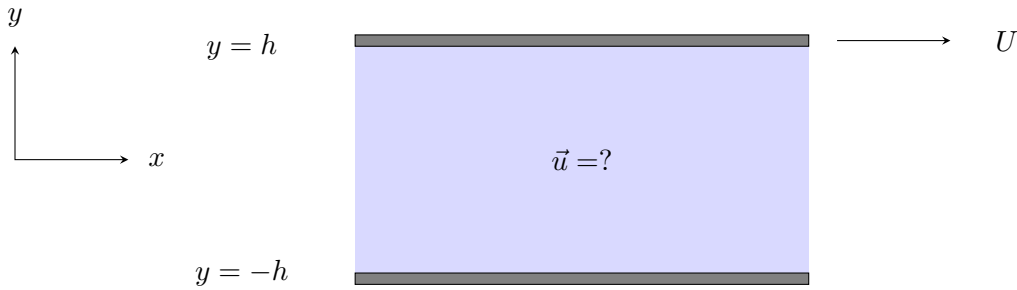 y
y = h
U
x
u⃗ =?
y = −h